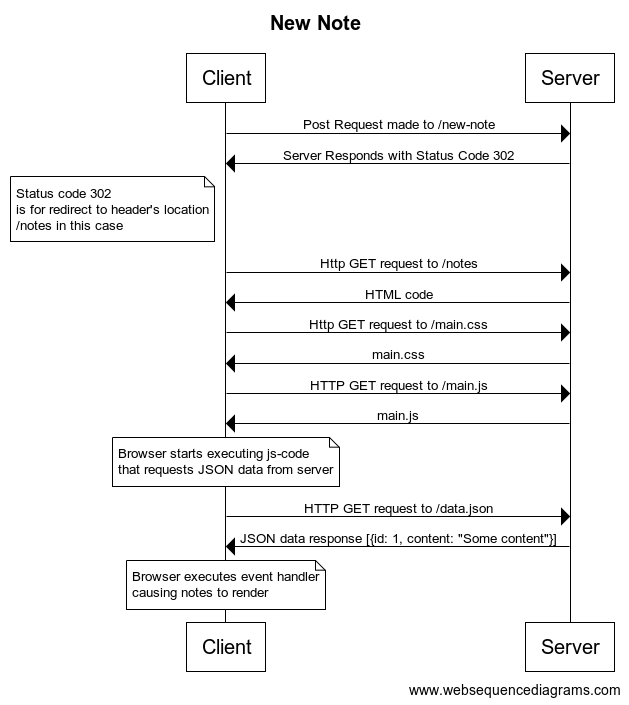 New Note
Client
Server
Post Request made to /new-note
Server Responds with Status Code 302
Status code 302
is for redirect to header's location
/notes in this case
Http GET request to /notes
HTML code
Http GET request to /main.css
main.css
HTTP GET request to /main.js
main.js
Browser starts executing js-code
that requests JSON data from server
HTTP GET request to /data.json
JSON data response [{id: 1, content: "Some content"}]
Browser executes event handler
causing notes to render
Client
Server
www.websequencediagrams.com